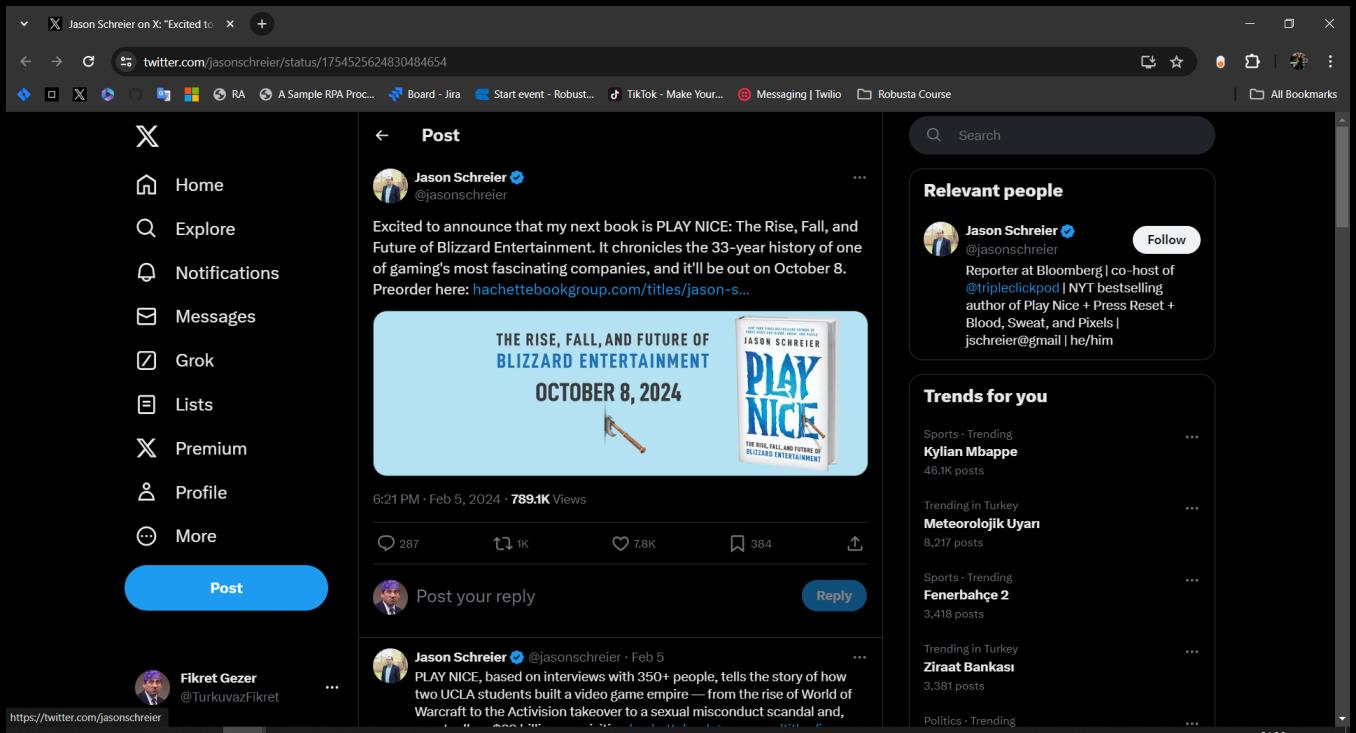 Jason Schreier on X: "Excited to
twitter.com/jasonschreier/status/1754525624830484654
RA
A Sample RPA Proc...
Board - Jira
Start event - Robust...
TikTok - Make Your...
Messaging | Twilio
Robusta Course
All Bookmarks
Home
Explore
Notifications
Messages
Grok
Lists
Premium
Profile
More
Post
Fikret Gezer
@TurkuvazFikret
https://twitter.com/jasonschreier
Post
Jason Schreier
@jasonschreier
Excited to announce that my next book is PLAY NICE: The Rise, Fall, and
Future of Blizzard Entertainment. It chronicles the 33-year history of one
of gaming's most fascinating companies, and it'll be out on October 8.
Preorder here: hachettebookgroup.com/titles/jason-s...
THE RISE, FALL, AND FUTURE OF
BLIZZARD ENTERTAINMENT
OCTOBER 8, 2024
JASON SCHREIER
PLAY
NICE
THE RISE, FALL, AND FUTURE OF
BLIZZARD ENTERTAINMENT
6:21 PM · Feb 5, 2024 · 789.1K Views
287
1K
7.8K
384
Post your reply
Reply
Jason Schreier @jasonschreier · Feb 5
PLAY NICE, based on interviews with 350+ people, tells the story of how
two UCLA students built a video game empire — from the rise of World of
Warcraft to the Activision takeover to a sexual misconduct scandal and,
Search
Relevant people
Jason Schreier
@jasonschreier
Follow
Reporter at Bloomberg | co-host of
@tripleclickpod | NYT bestselling
author of Play Nice + Press Reset +
Blood, Sweat, and Pixels |
jschreier@gmail | he/him
Trends for you
Sports · Trending
Kylian Mbappe
46.1K posts
Trending in Turkey
Meteorolojik Uyarı
8,217 posts
Sports · Trending
Fenerbahçe 2
3,418 posts
Trending in Turkey
Ziraat Bankası
3,381 posts
Politics · Trending